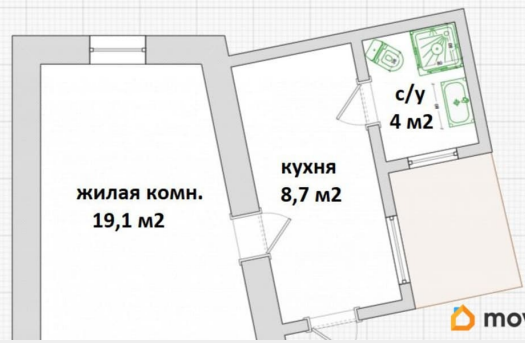 с/у
4 м2
кухня
8,7 м2
жилая комн.
19,1 м2
mov